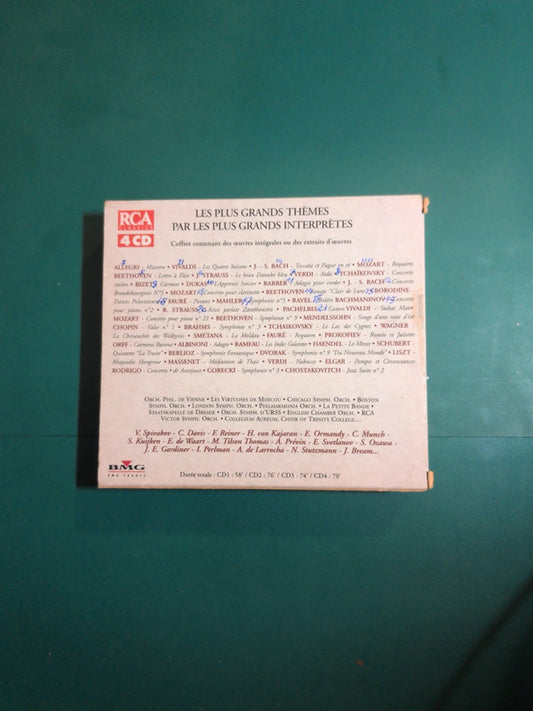 RCA
CLASSICS
4 CD
LES PLUS GRANDS THÈMES
PAR LES PLUS GRANDS INTERPRÈTES
Coffret contenant des œuvres intégrales ou des extraits d'œuvres
ALLEGRI - Miserere • VIVALDI - Les Quatre Saisons • J. - S. BACH - Toccata et Fugue en ré • MOZART - Requiem
BEETHOVEN - Lettre à Elise • J. STRAUSS - Le beau Danube bleu • VERDI - Aïda • TCHAÏKOVSKY - Concerto
violon • BIZET - Carmen • DUKAS - L'Apprenti Sorcier • BARBER - Adagio pour cordes • J. - S. BACH - Concerto
Brandebourgeois N°5 • MOZART - Concerto pour clarinette • BEETHOVEN - Sonate "Clair de Lune" • BORODINE
Danses Polovtsiennes • FAURÉ - Pavane • MAHLER - Symphonie n°5 • RAVEL - Boléro RACHMANINOV -
Concerto pour piano n°2 • R. STRAUSS - Ainsi parlait Zarathoustra • PACHELBEL - Canon VIVALDI - Stabat Mater
MOZART - Concerto pour piano n° 21 • BEETHOVEN - Symphonie n° 9 • MENDELSSOHN - Songe d'une nuit d'été
CHOPIN - Valse n° 1 • BRAHMS - Symphonie n° 3 • TCHAIKOVSKY - Le Lac des Cygnes • WAGNER
La Chevauchée des Walkyries • SMETANA - La Moldau • FAURÉ - Requiem • PROKOFIEV - Roméo et Juliette
ORFF - Carmina Burana • ALBINONI - Adagio • RAMEAU - Les Indes Galantes • HAENDEL - Le Messie • SCHUBERT
Quintette "La Truite" • BERLIOZ - Symphonie Fantastique • DVORAK - Symphonie n° 9 "Du Nouveau Monde" • LISZT
Rhapsodie Hongroise • MASSENET - Méditation de Thaïs • VERDI - Nabucco • ELGAR - Pompes et Circonstances
RODRIGO - Concerto de Aranjuez • GORECKI - Symphonie n° 3 • CHOSTAKOVITCH - Jazz Suite n° 2
ORCH. PHIL. DE VIENNE • LES VIRTUOSES DE MOSCOU • CHICAGO SYMPH. ORCH. • BOSTON
SYMPH. ORCH. • LONDON SYMPH. ORCH. • PHILHARMONIA ORCH. • LA PETITE BANDE •
STAATSKAPELLE DE DRESDE • ORCH. SYMPH. D'URSS • ENGLISH CHAMBER ORCH. • RCA
VICTOR SYMPH. ORCH. • COLLEGIUM AUREUM, CHOIR OF TRINITY COLLEGE...
V. Spivakov - C. Davis - F. Reiner - H. von Kajaran - E. Ormandy - C. Munch -
S. Kuijken - E. de Waart - M. Tilson Thomas - A. Prévin - E. Svetlanov - S. Ozawa -
J. E. Gardiner - I. Perlman - A. de Larrocha - N. Stutzmann - J. Bream...
BMG
BMG FRANCE
Durée totale : CD1 : 58' / CD2 : 76' / CD3 : 74' / CD4 : 70'